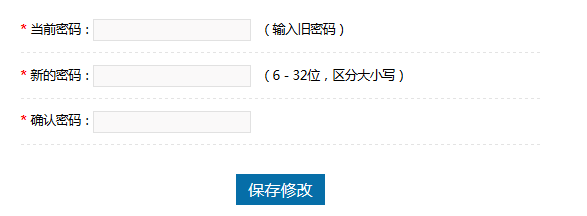 * 当前密码：（输入旧密码）
* 新的密码：（6 - 32位，区分大小写）
* 确认密码：
保存修改